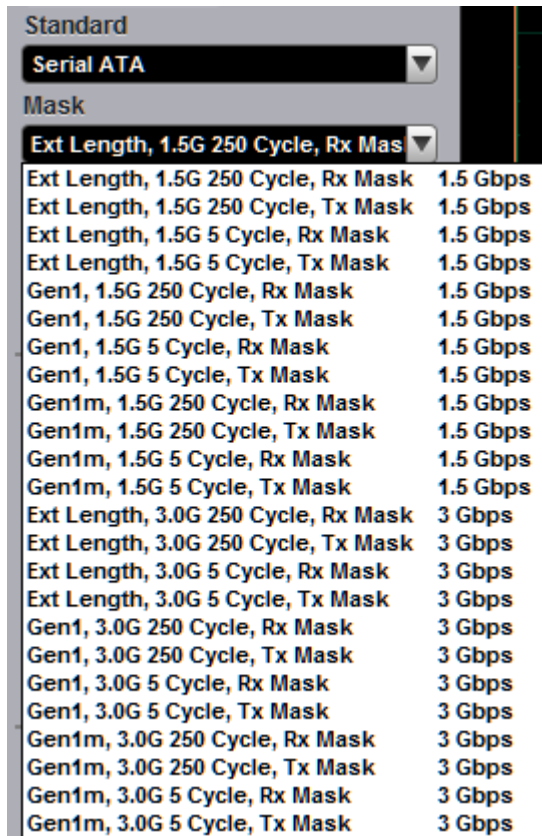 Standard
Serial ATA
Mask
Ext Length, 1.5G 250 Cycle, Rx Mas
Ext Length, 1.5G 250 Cycle, Rx Mask 1.5 Gbps
Ext Length, 1.5G 250 Cycle, Tx Mask 1.5 Gbps
Ext Length, 1.5G 5 Cycle, Rx Mask 1.5 Gbps
Ext Length, 1.5G 5 Cycle, Tx Mask 1.5 Gbps
Gen1, 1.5G 250 Cycle, Rx Mask 1.5 Gbps
Gen1, 1.5G 250 Cycle, Tx Mask 1.5 Gbps
Gen1, 1.5G 5 Cycle, Rx Mask 1.5 Gbps
Gen1, 1.5G 5 Cycle, Tx Mask 1.5 Gbps
Gen1m, 1.5G 250 Cycle, Rx Mask 1.5 Gbps
Gen1m, 1.5G 250 Cycle, Tx Mask 1.5 Gbps
Gen1m, 1.5G 5 Cycle, Rx Mask 1.5 Gbps
Gen1m, 1.5G 5 Cycle, Tx Mask 1.5 Gbps
Ext Length, 3.0G 250 Cycle, Rx Mask 3 Gbps
Ext Length, 3.0G 250 Cycle, Tx Mask 3 Gbps
Ext Length, 3.0G 5 Cycle, Rx Mask 3 Gbps
Ext Length, 3.0G 5 Cycle, Tx Mask 3 Gbps
Gen1, 3.0G 250 Cycle, Rx Mask 3 Gbps
Gen1, 3.0G 250 Cycle, Tx Mask 3 Gbps
Gen1, 3.0G 5 Cycle, Rx Mask 3 Gbps
Gen1, 3.0G 5 Cycle, Tx Mask 3 Gbps
Gen1m, 3.0G 250 Cycle, Rx Mask 3 Gbps
Gen1m, 3.0G 250 Cycle, Tx Mask 3 Gbps
Gen1m, 3.0G 5 Cycle, Rx Mask 3 Gbps
Gen1m, 3.0G 5 Cycle, Tx Mask 3 Gbps